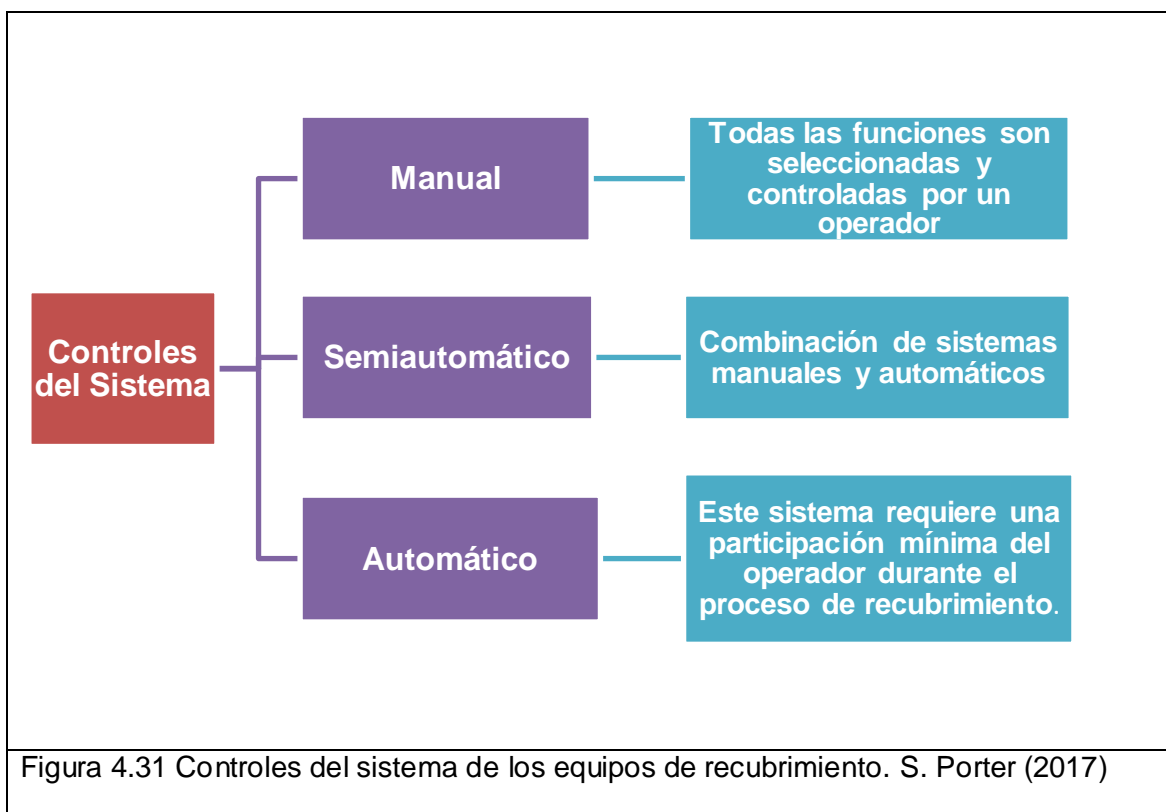 Controles
del Sistema
Manual
Todas las funciones son
seleccionadas y
controladas por un
operador
Semiautomático
Combinación de sistemas
manuales y automáticos
Automático
Este sistema requiere una
participación mínima del
operador durante el
proceso de recubrimiento.
Figura 4.31 Controles del sistema de los equipos de recubrimiento. S. Porter (2017)